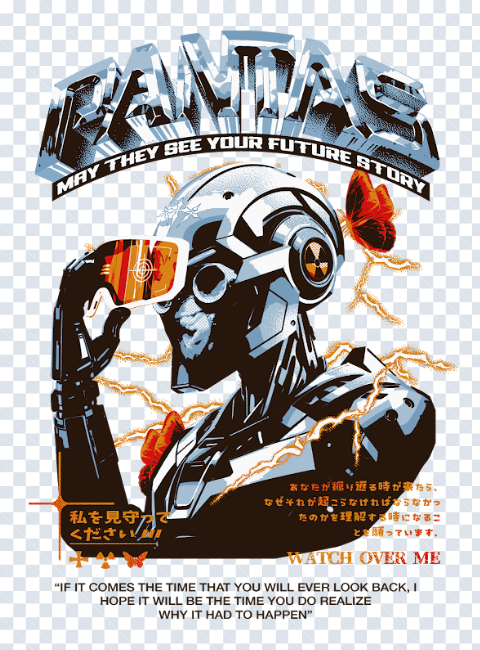 PANTAS
MAY THEY SEE YOUR FUTURE STORY
あなたが振り返る時が来たら、
なぜそれが起こらなければならなかっ
たのかを理解する時になるこ
とを願っています。
私を見守って
ください///
WATCH OVER ME
“IF IT COMES THE TIME THAT YOU WILL EVER LOOK BACK, I
HOPE IT WILL BE THE TIME YOU DO REALIZE
WHY IT HAD TO HAPPEN”